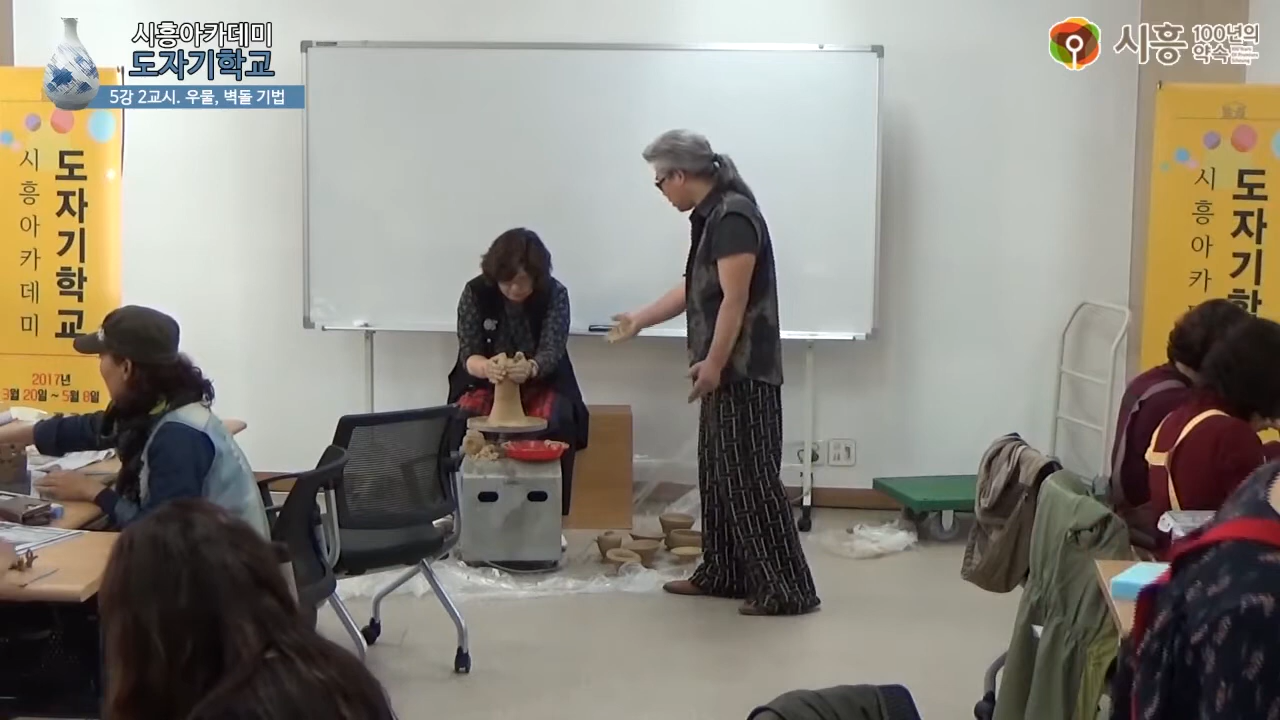 시흥아카데미
도자기학교
5강 2교시. 우물, 벽돌 기법
시흥
100년의
약속
시흥아카데미
도자기학교
2017년
3월 20일 ~ 5월 8일
시흥아카
도자기학